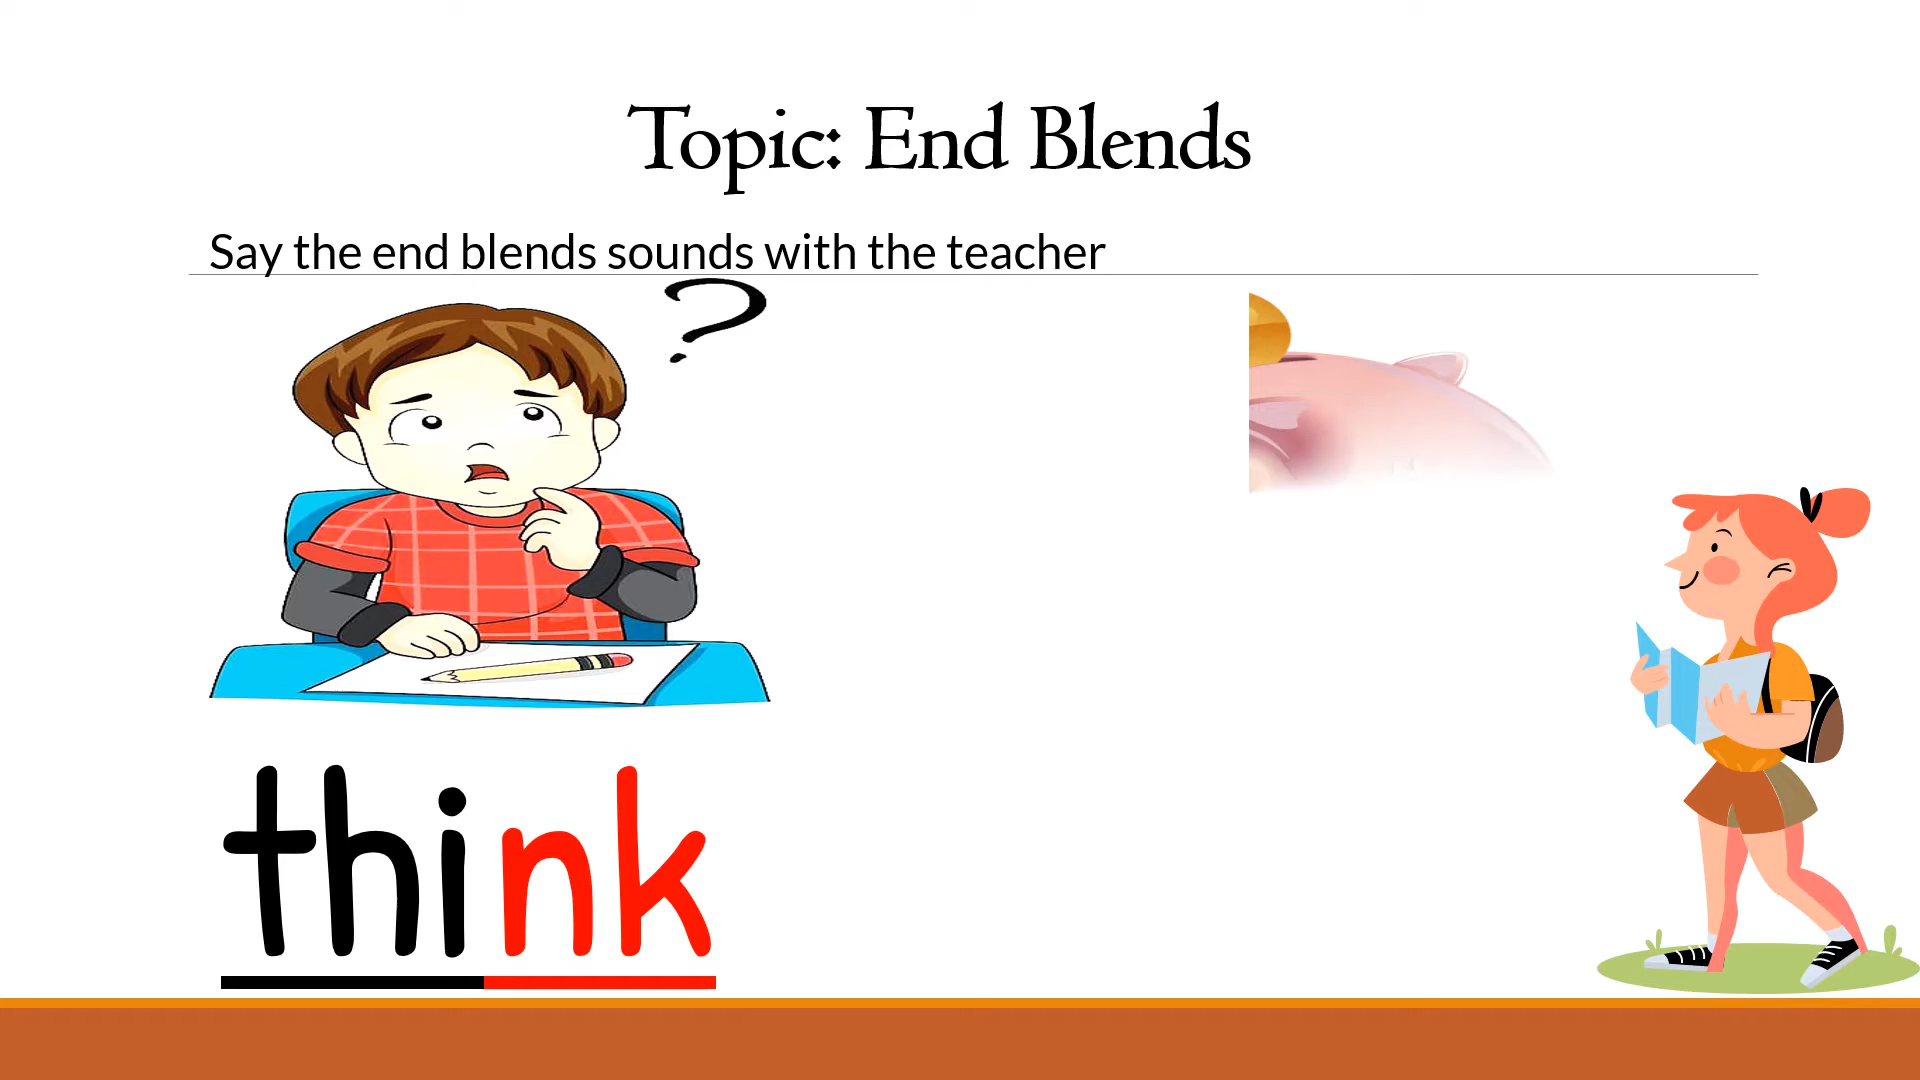 Topic: End Blends
Say the end blends sounds with the teacher
?
think